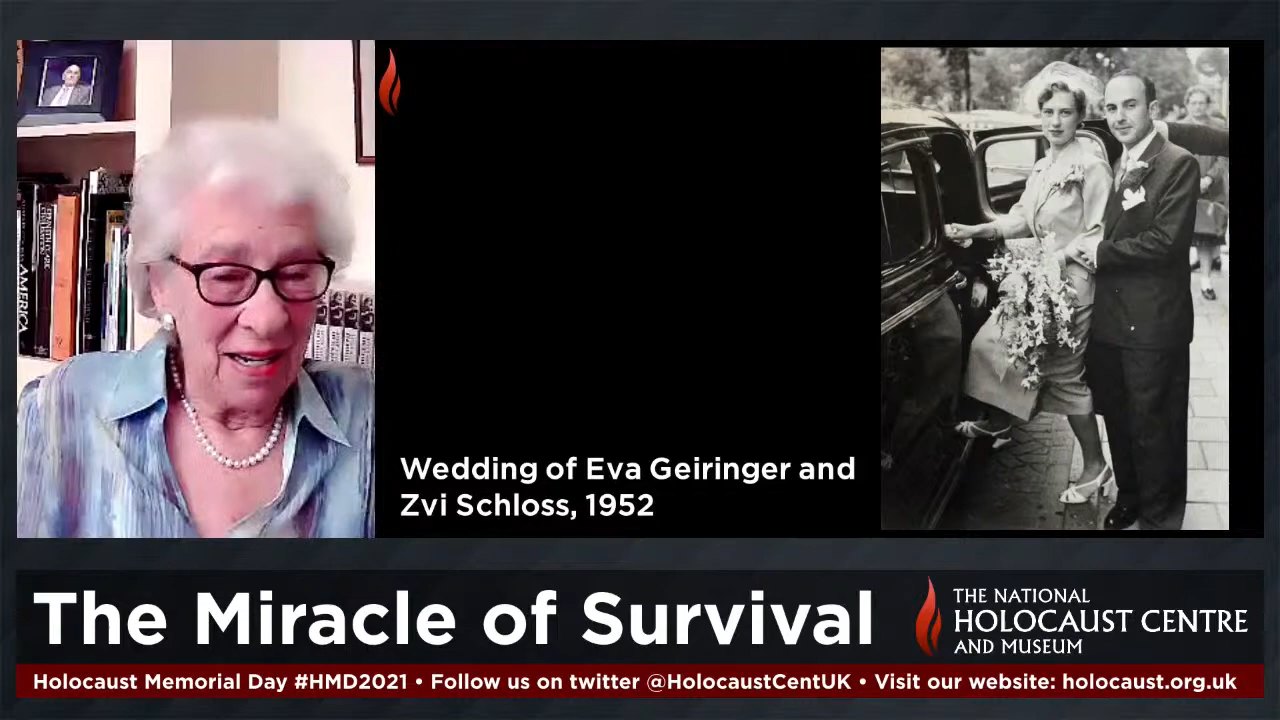 AMERICA
Wedding of Eva Geiringer and
Zvi Schloss, 1952
The Miracle of Survival
THE NATIONAL
HOLOCAUST CENTRE
AND MUSEUM
Holocaust Memorial Day #HMD2021 • Follow us on twitter @HolocaustCentUK • Visit our website: holocaust.org.uk